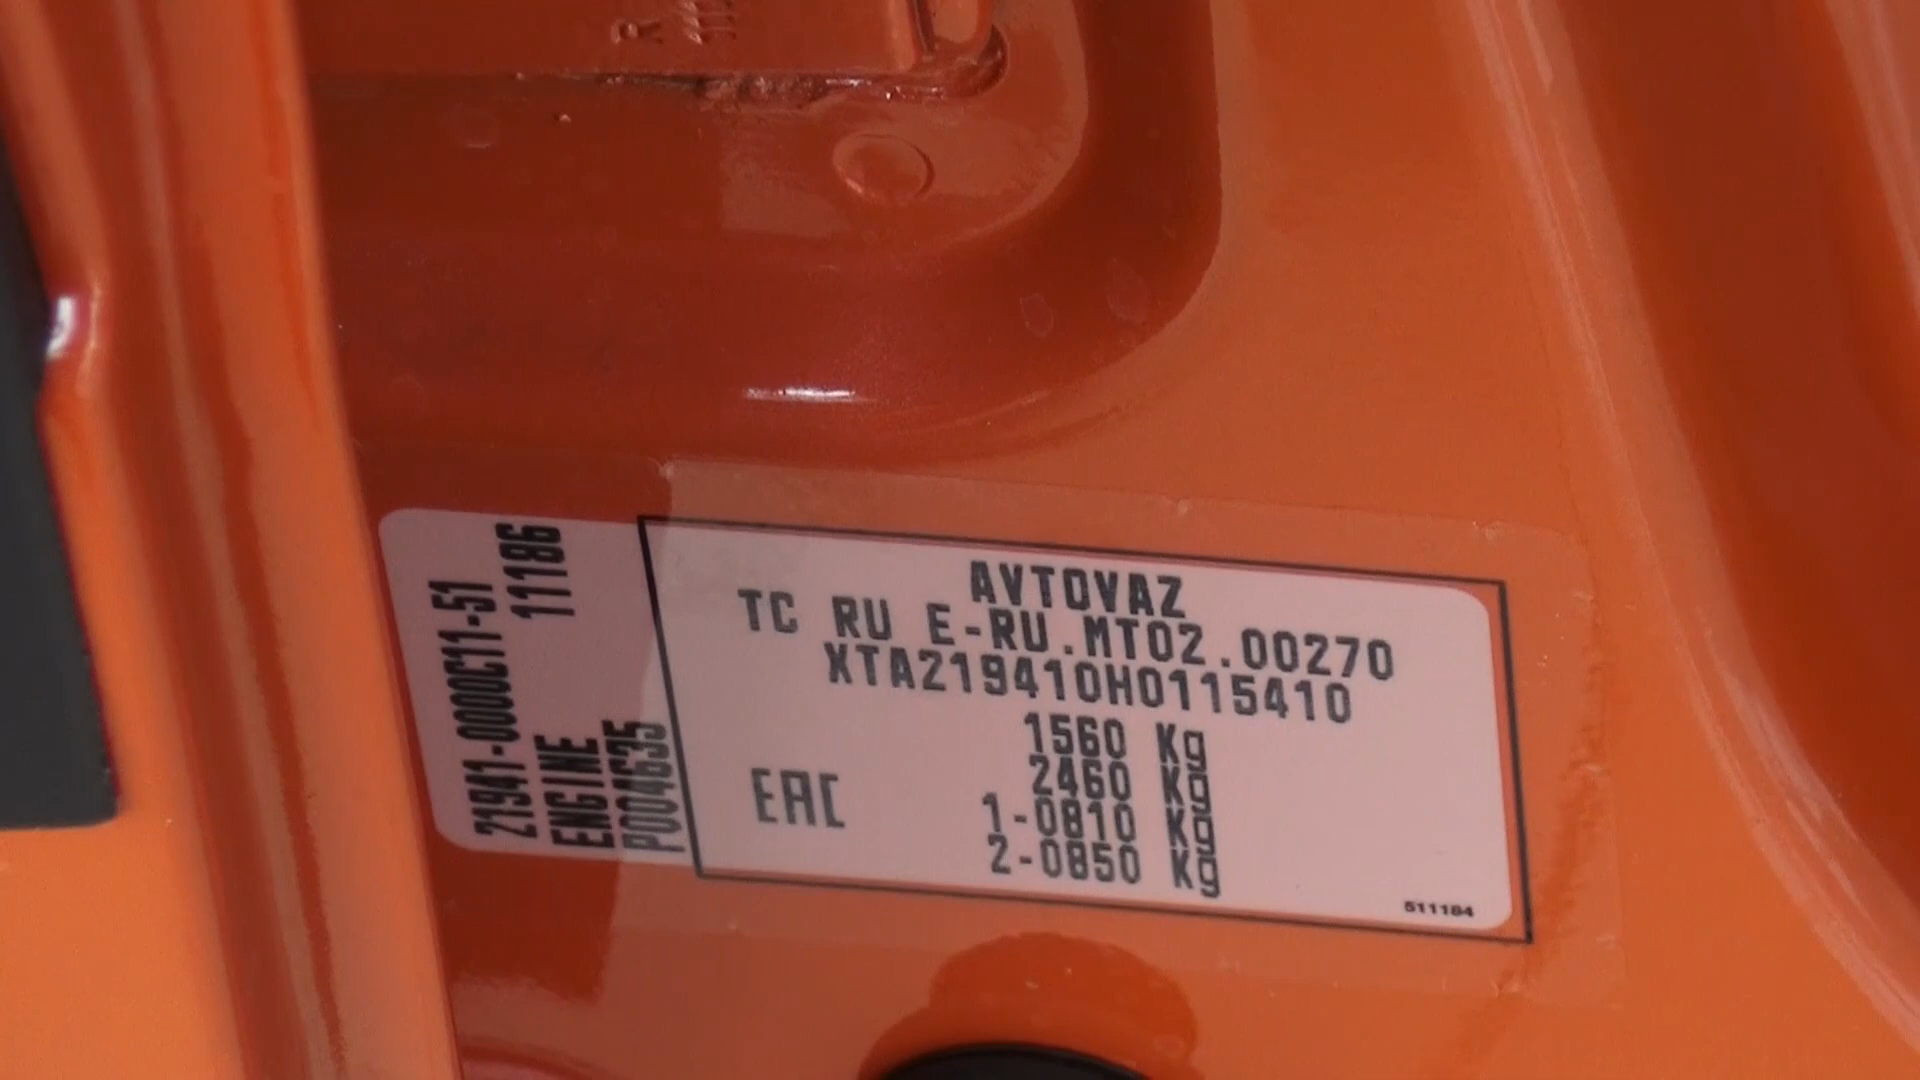 21941-000C11-51
11186
ENGINE
P004635
AVTOVAZ
TC RU E-RU.MT02.00270
XTA219410H0115410
1560 Kg
2460 Kg
EAC
1-0810 Kg
2-0850 Kg
511184
R